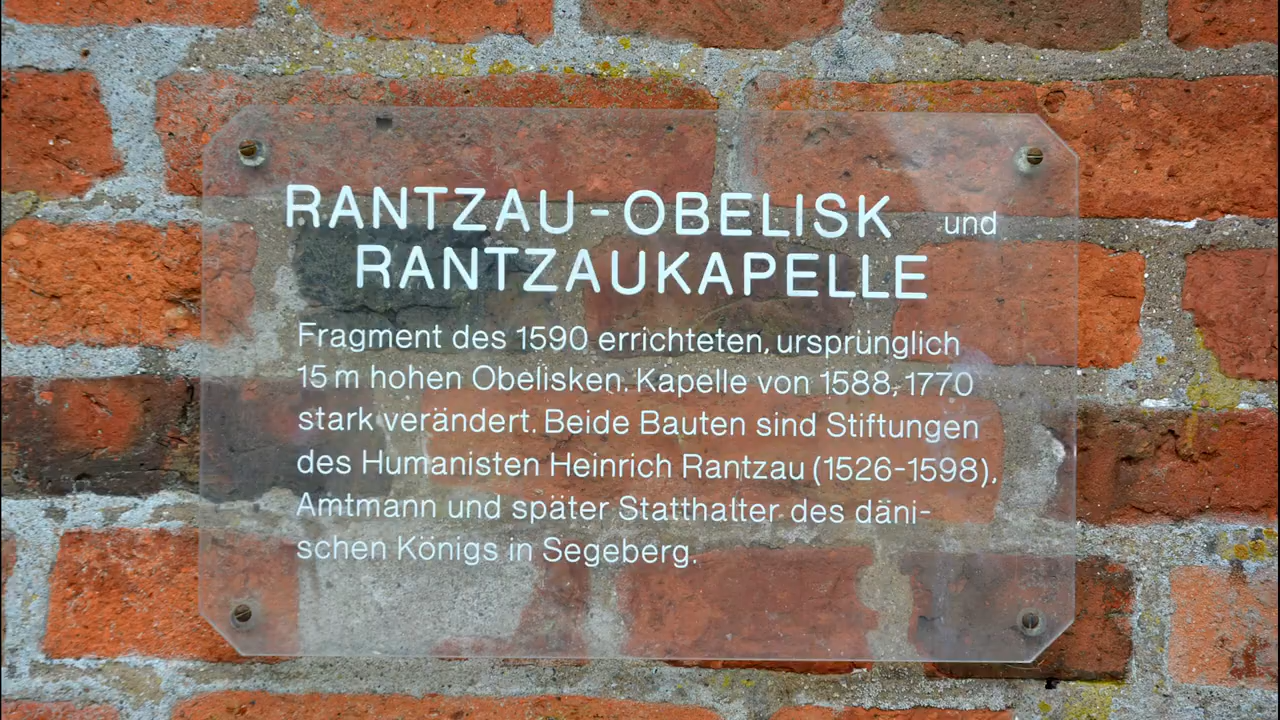 RANTZAU-OBELISK und
RANTZAUKAPELLE
Fragment des 1590 errichteten, ursprünglich
15 m hohen Obelisken. Kapelle von 1588, 1770
stark verändert. Beide Bauten sind Stiftungen
des Humanisten Heinrich Rantzau (1526-1598),
Amtmann und später Statthalter des däni-
schen Königs in Segeberg.